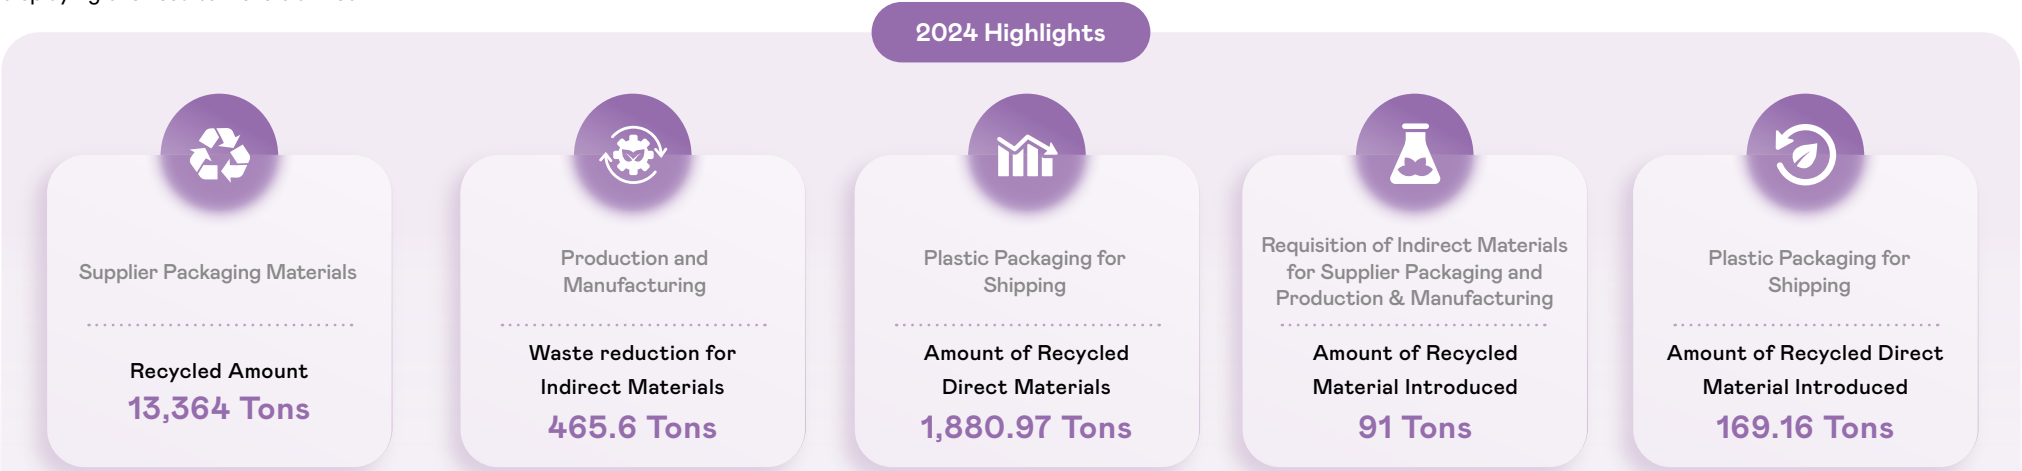 2024 Highlights
Supplier Packaging Materials
Recycled Amount
13,364 Tons
Production and
Manufacturing
Waste reduction for
Indirect Materials
465.6 Tons
Plastic Packaging for
Shipping
Amount of Recycled
Direct Materials
1,880.97 Tons
Requisition of Indirect Materials
for Supplier Packaging and
Production & Manufacturing
Amount of Recycled
Material Introduced
91 Tons
Plastic Packaging for
Shipping
Amount of Recycled Direct
Material Introduced
169.16 Tons